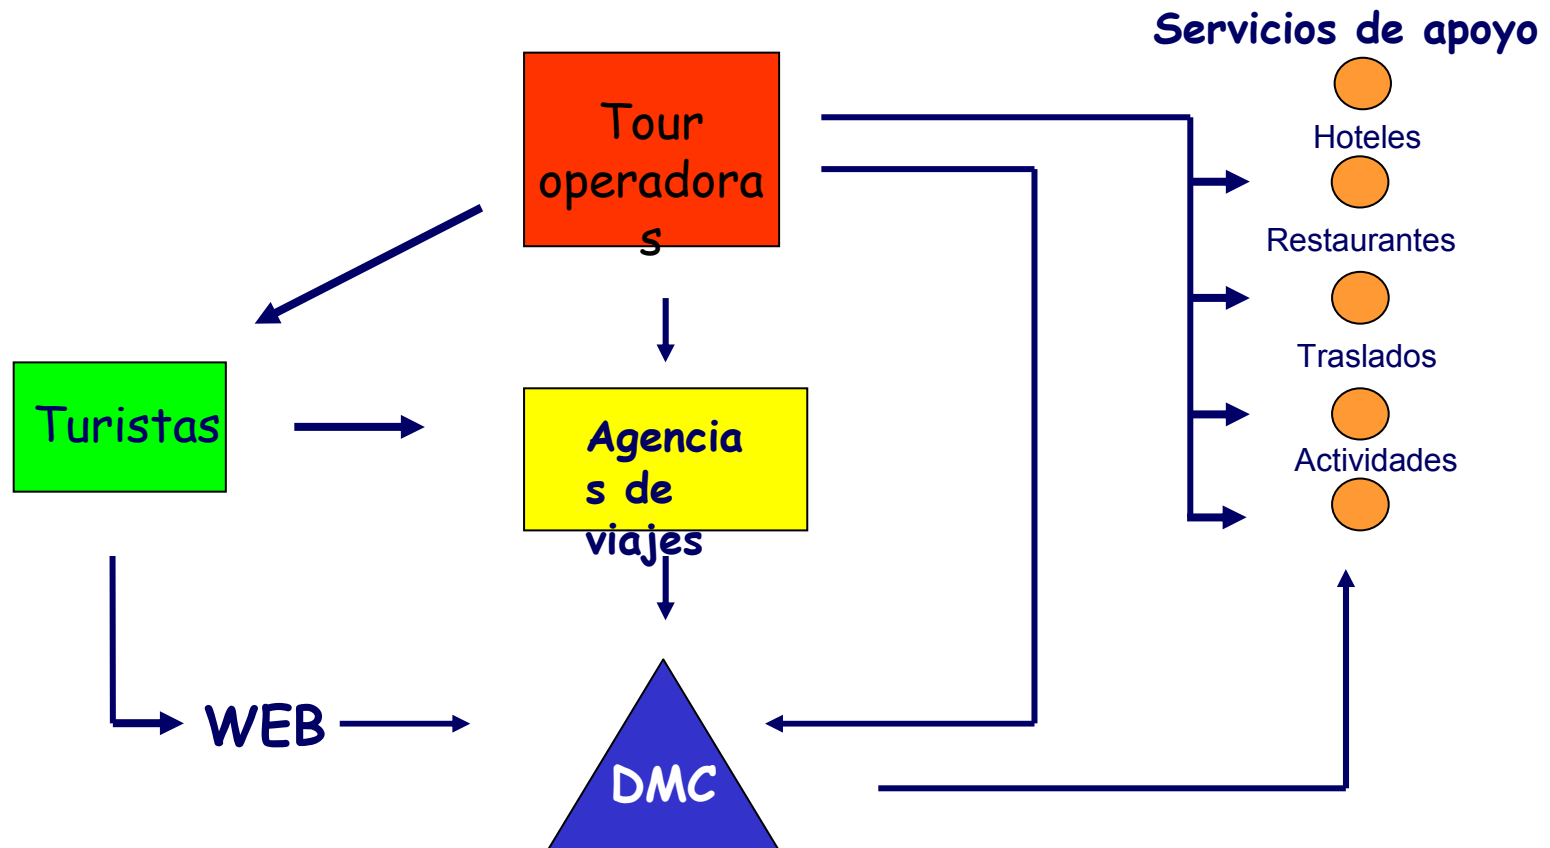 Servicios de apoyo
Tour
operadora
s
Hoteles
Restaurantes
Traslados
Actividades
Turistas
Agencia
s de
viajes
WEB
DMC